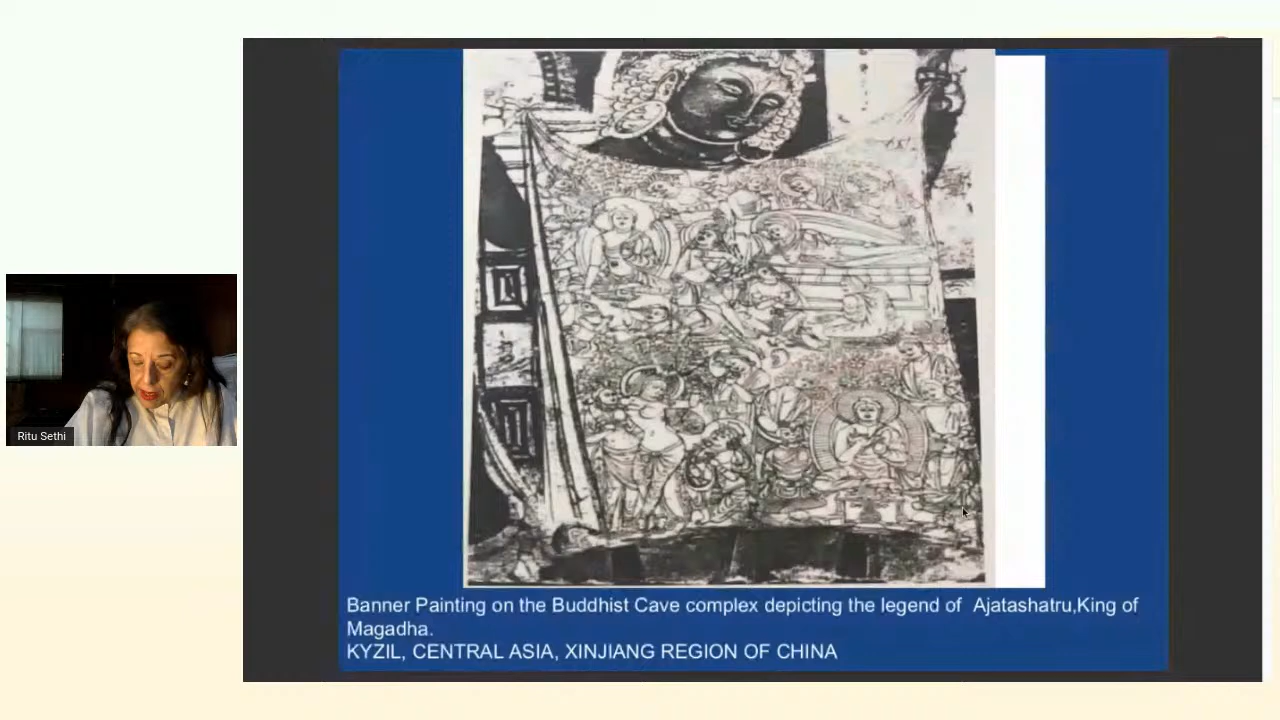 Ritu Sethi
Banner Painting on the Buddhist Cave complex depicting the legend of  Ajatashatru,King of
Magadha.
KYZIL, CENTRAL ASIA, XINJIANG REGION OF CHINA